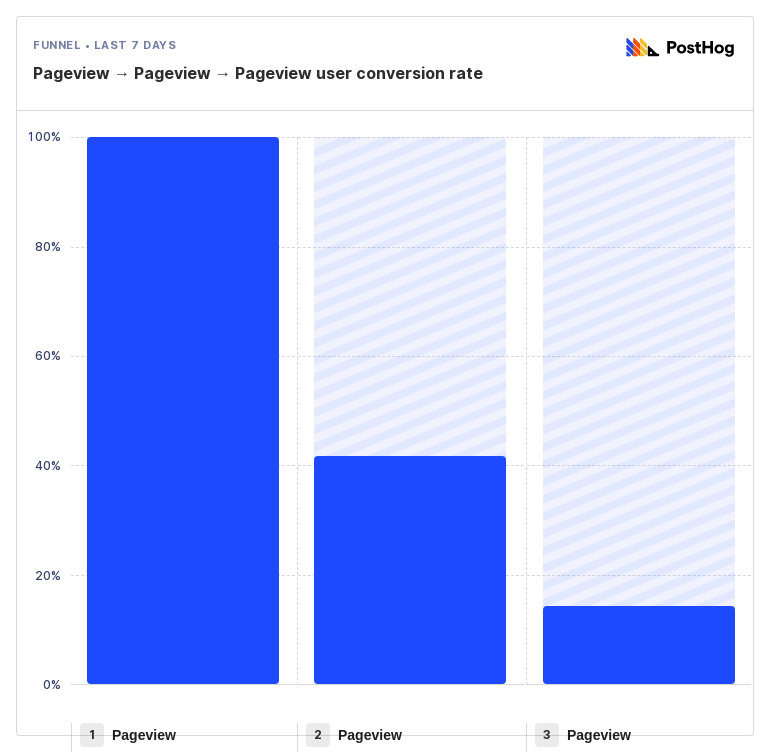 FUNNEL • LAST 7 DAYS
PostHog
Pageview → Pageview → Pageview user conversion rate
100%
80%
60%
40%
20%
0%
1 Pageview
2 Pageview
3 Pageview